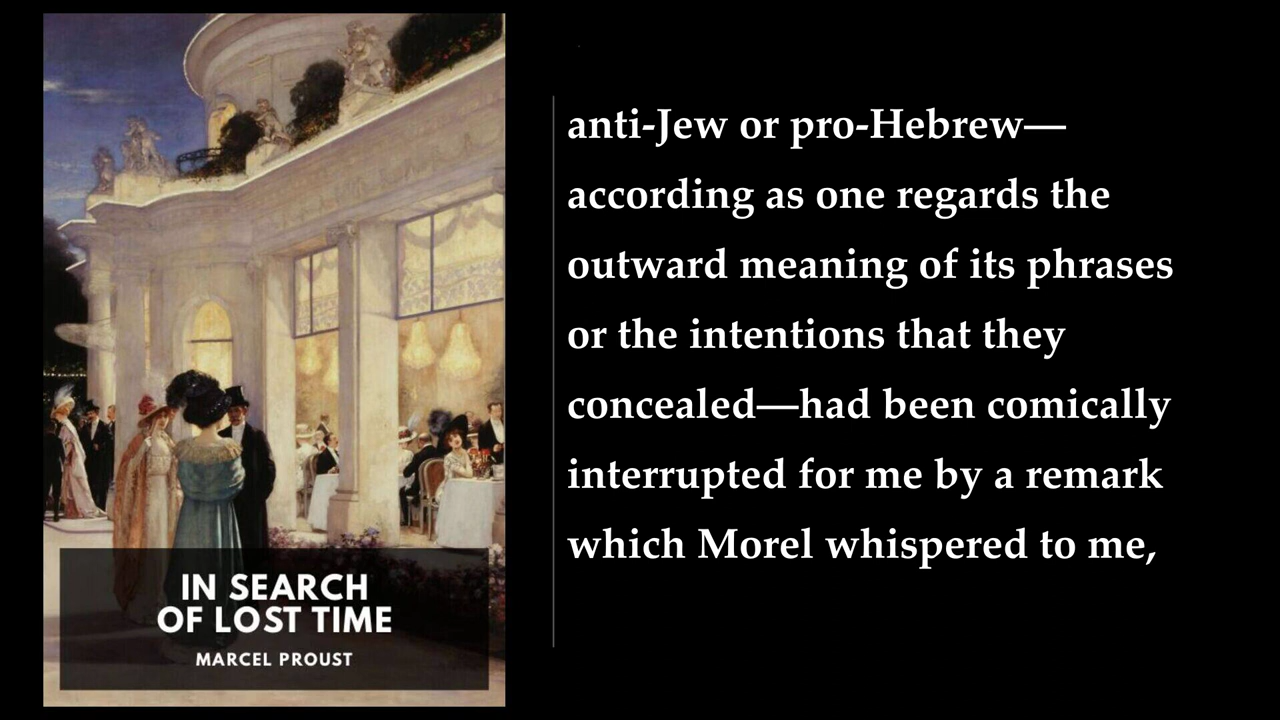 IN SEARCH
OF LOST TIME
MARCEL PROUST
anti-Jew or pro-Hebrew—
according as one regards the
outward meaning of its phrases
or the intentions that they
concealed—had been comically
interrupted for me by a remark
which Morel whispered to me,